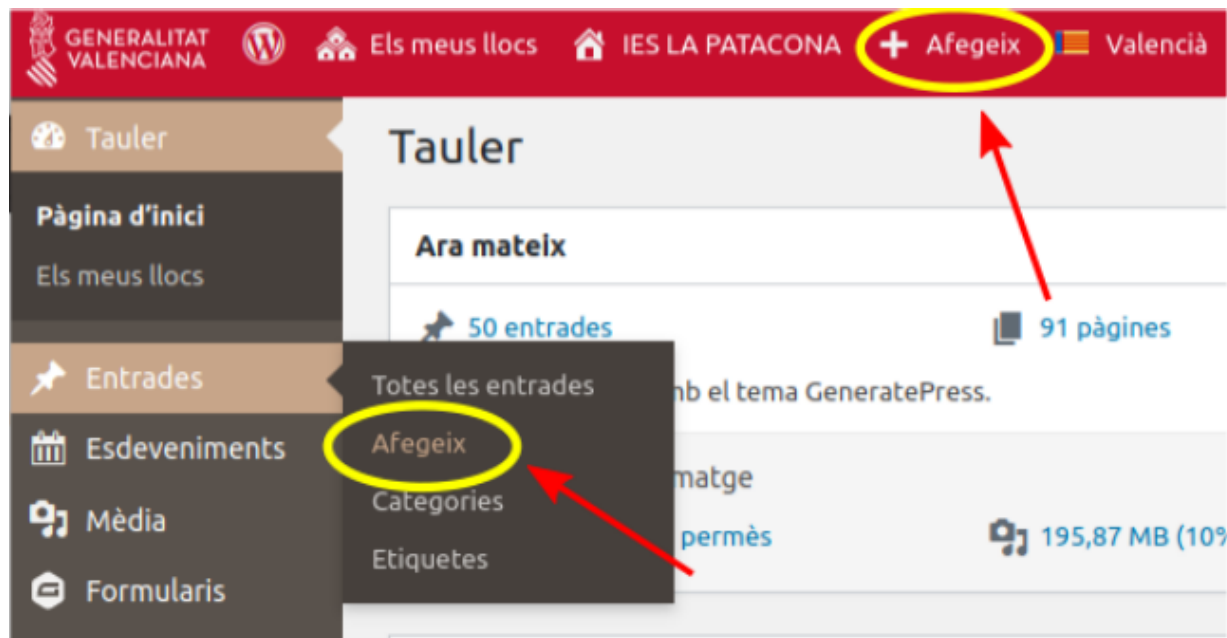 GENERALITAT
VALENCIANA
Els meus llocs
IES LA PATACONA
+ Afegeix
Valencià
Tauler
Tauler
Pàgina d'inici
Els meus llocs
Ara mateix
50 entrades
91 pàgines
Entrades
Totes les entrades
el tema GeneratePress.
Afegeix
Esdeveniments
Categories
permès
195,87 MB (10%
Mèdia
Etiquetes
Formularis